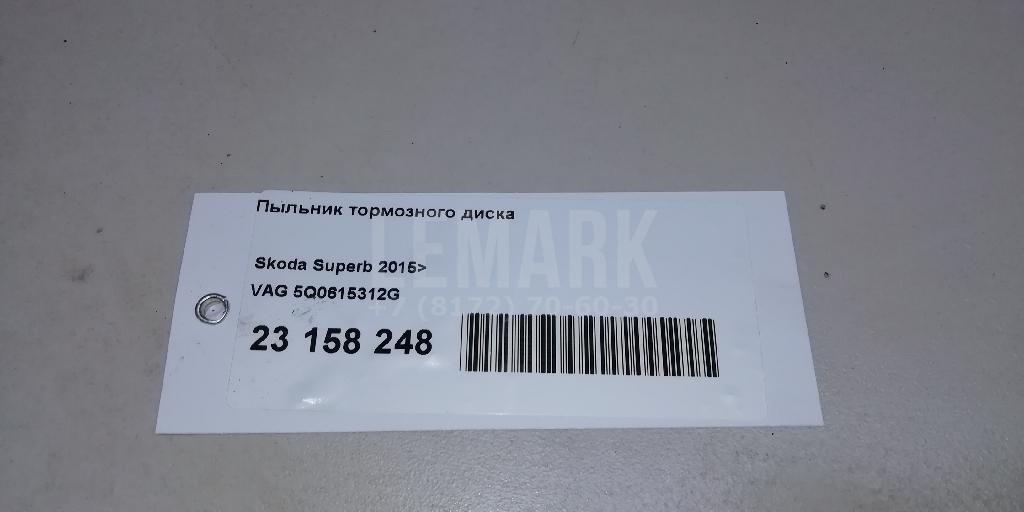 Пыльник тормозного диска
LEMARK
Skoda Superb 2015>
VAG 5Q0615312G
+7 (8172) 70-60-30
23 158 248